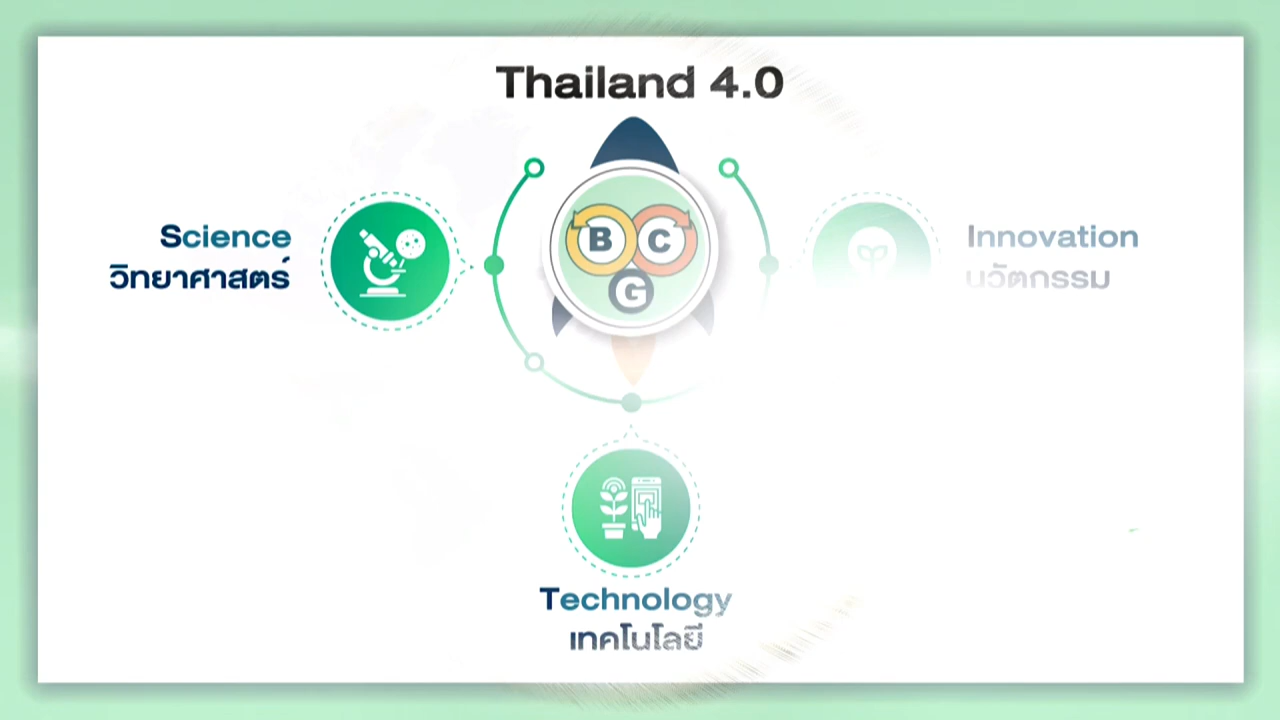 Thailand 4.0
Science
วิทยาศาสตร์
B C
G
Innovation
นวัตกรรม
Technology
เทคโนโลยี